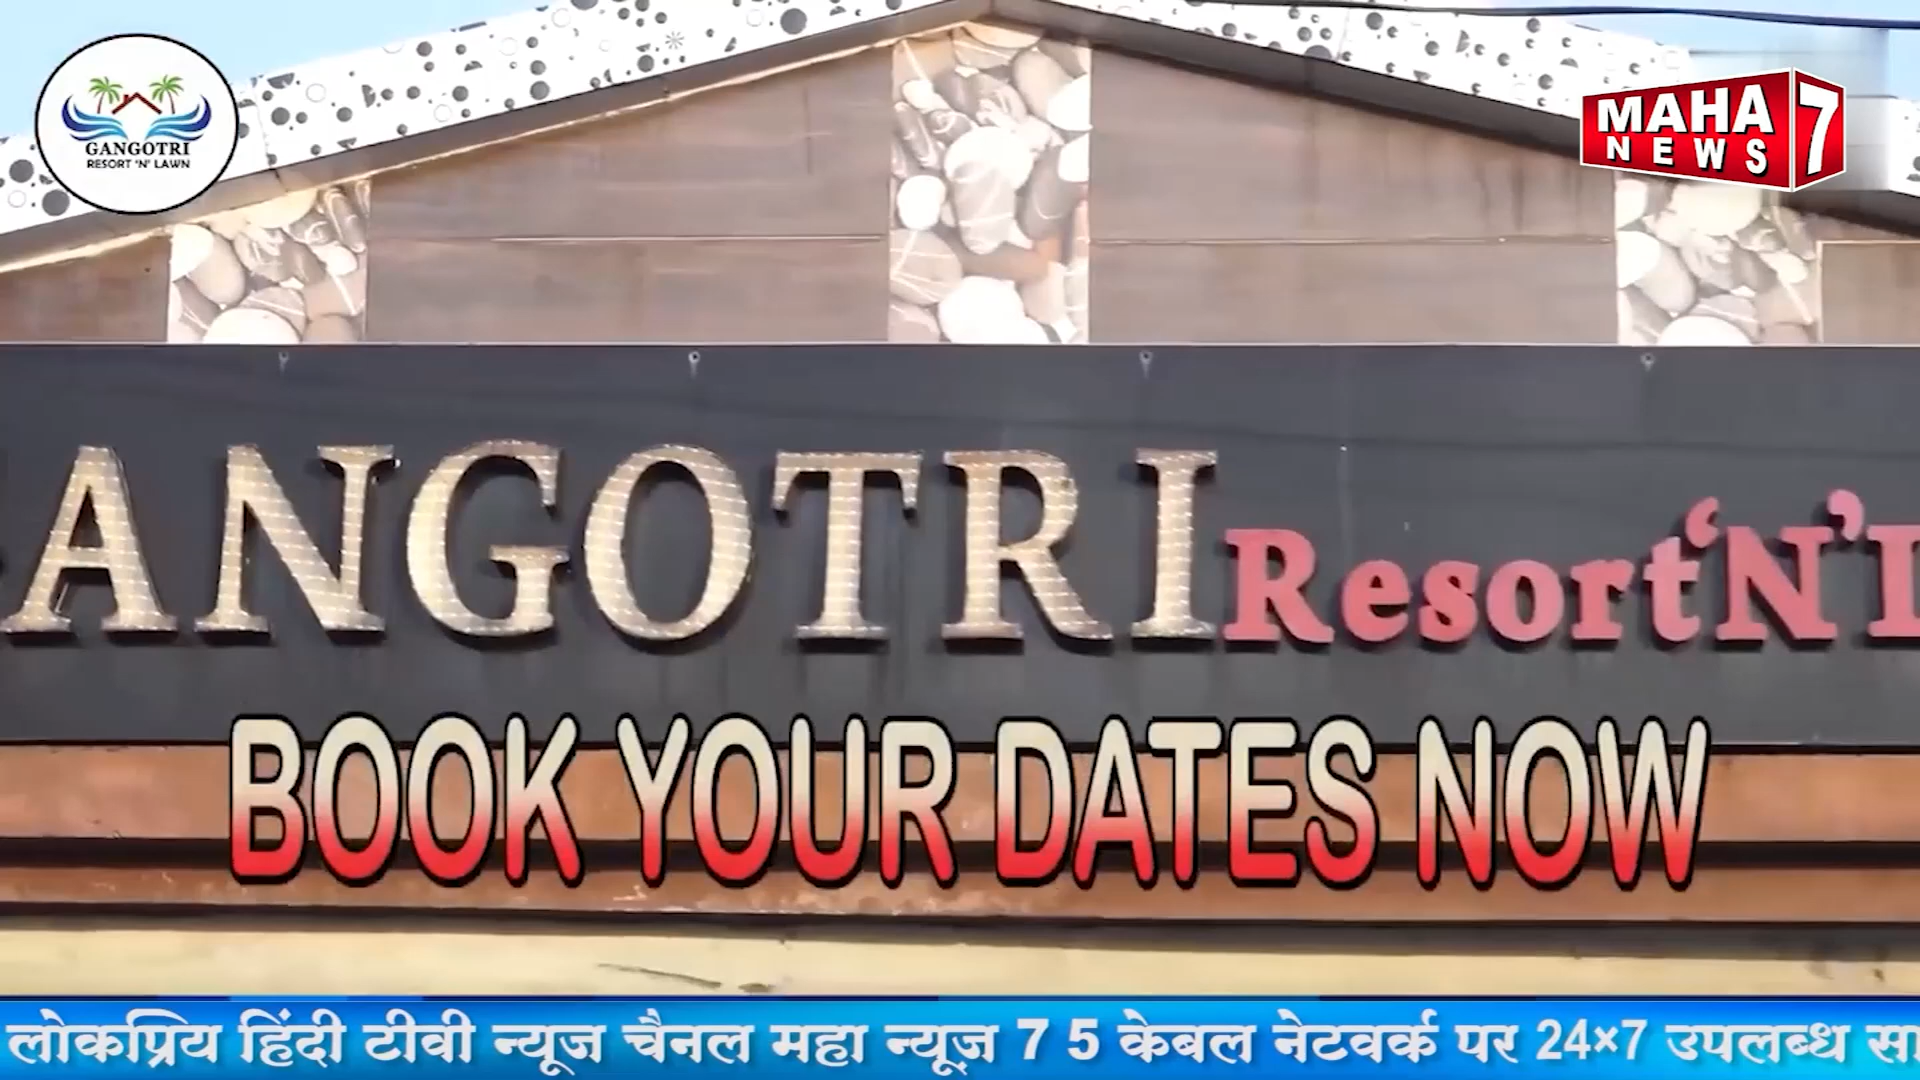 GANGOTRI
RESORT 'N' LAWN
MAHA
NEWS
7
ANGOTRI Resort 'N'
BOOK YOUR DATES NOW
लोकप्रिय हिंदी टीवी न्यूज चैनल महा न्यूज़ 7 5 केबल नेटवर्क पर 24×7 उपलब्ध